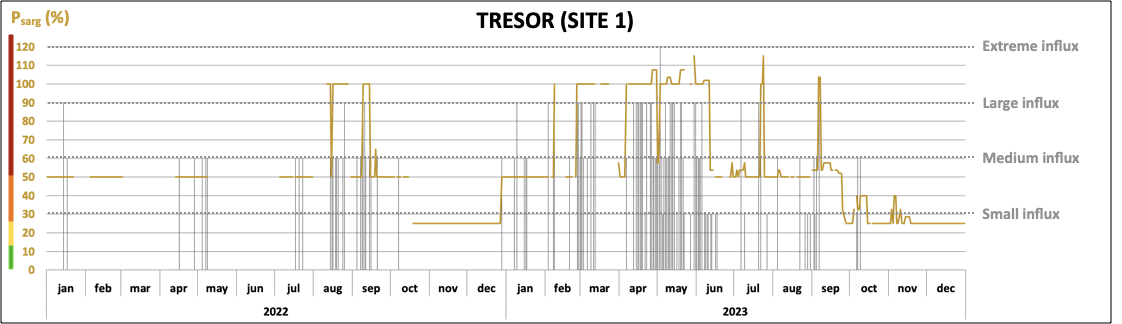 Psarg (%)
TRESOR (SITE 1)
120
Extreme influx
110
100
90
Large influx
80
70
60
Medium influx
50
40
30
Small influx
20
10
0
jan feb mar apr may jun jul aug sep oct nov dec jan feb mar apr may jun jul aug sep oct nov dec
2022 2023